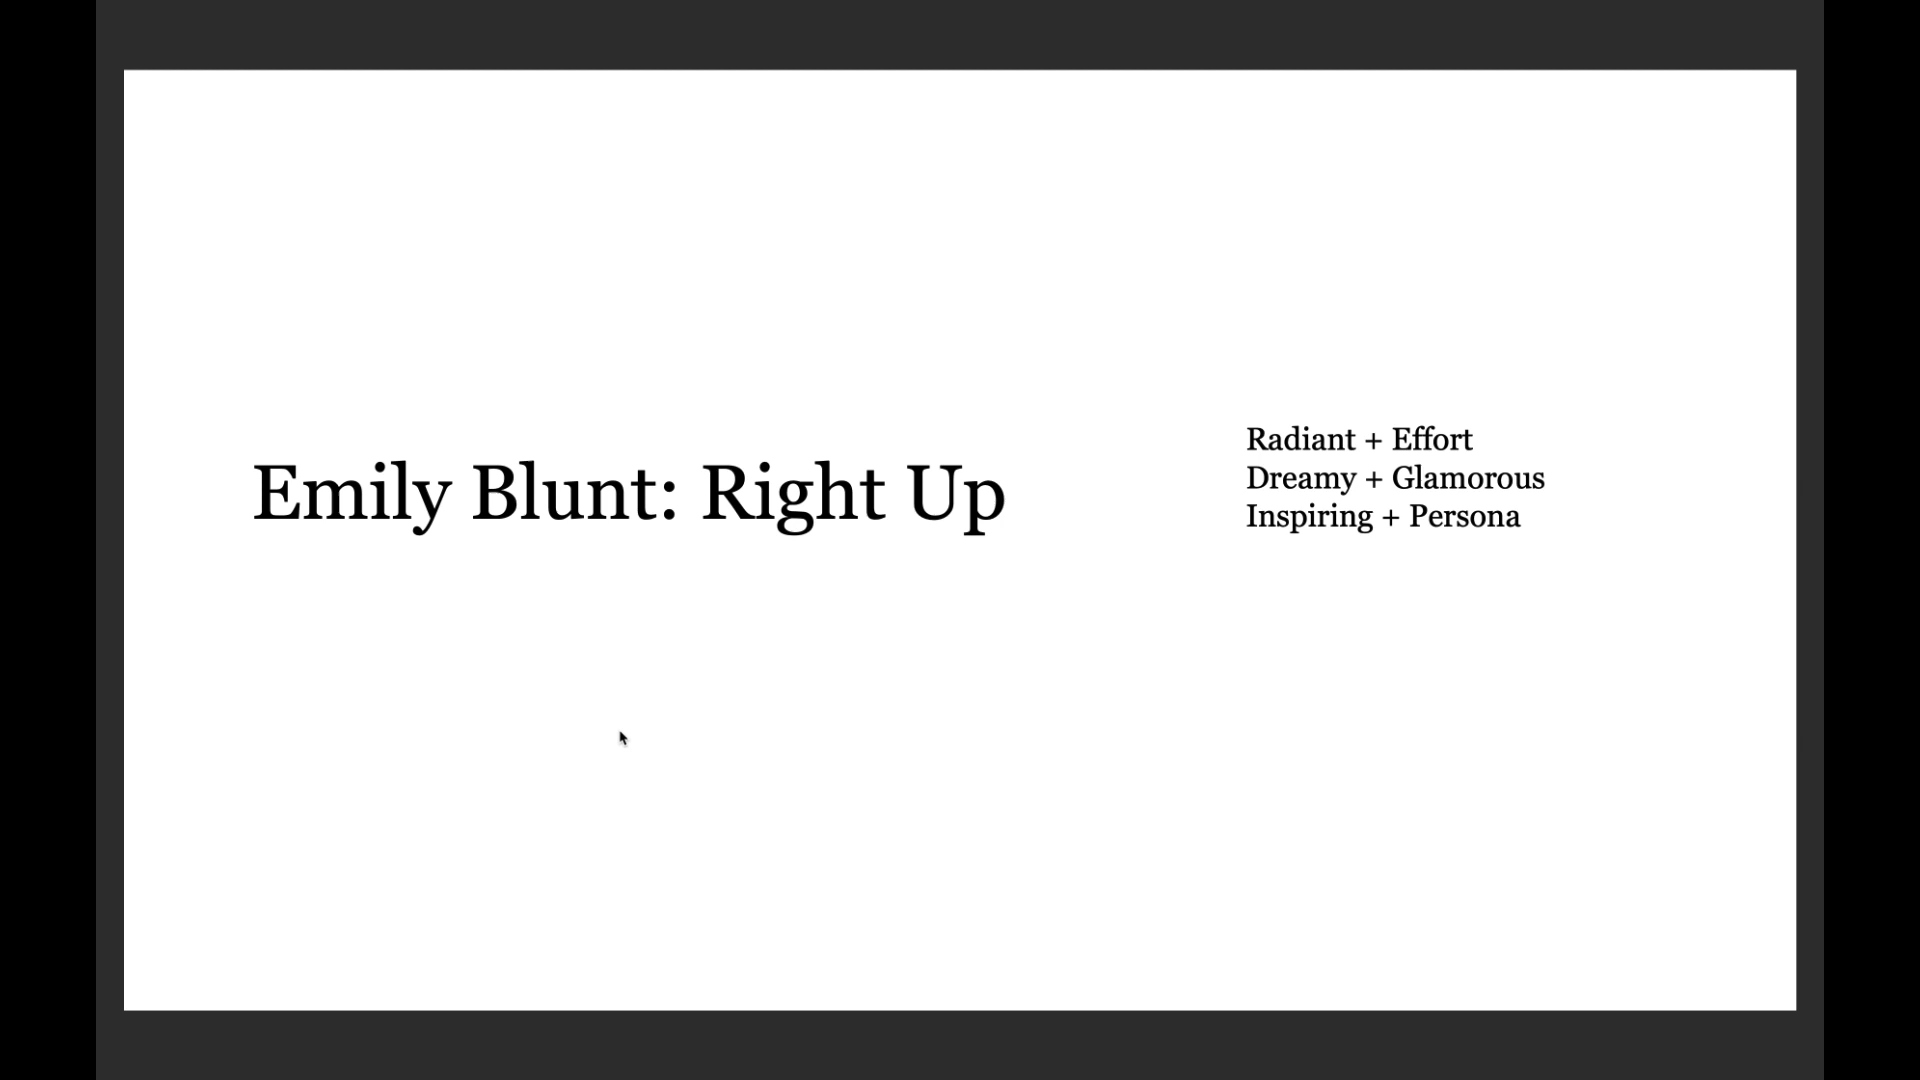 Emily Blunt: Right Up
Radiant + Effort
Dreamy + Glamorous
Inspiring + Persona